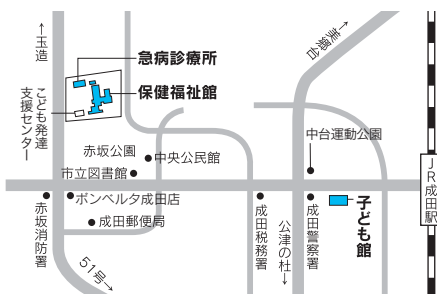 ←玉造
急病診療所
保健福祉館
こども発達
支援センター
←美郷台
赤坂公園
中央公民館
市立図書館
ボンベルタ成田店
成田郵便局
赤坂消防署
51号→
中台運動公園
成田税務署
公津の杜→
成田警察署
子ども館
JR成田駅